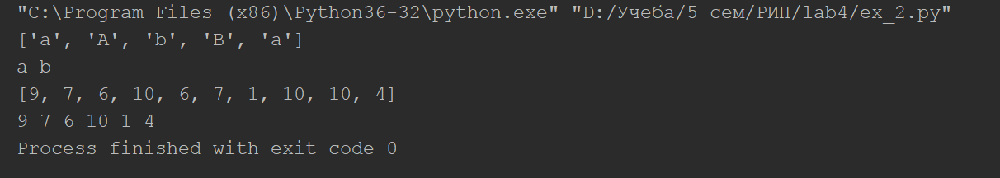 "C:\Program Files (x86)\Python36-32\python.exe" "D:/Учеба/5 сем/РИП/lab4/ex_2.py"
['a', 'A', 'b', 'B', 'a']
a b
[9, 7, 6, 10, 6, 7, 1, 10, 10, 4]
9 7 6 10 1 4
Process finished with exit code 0